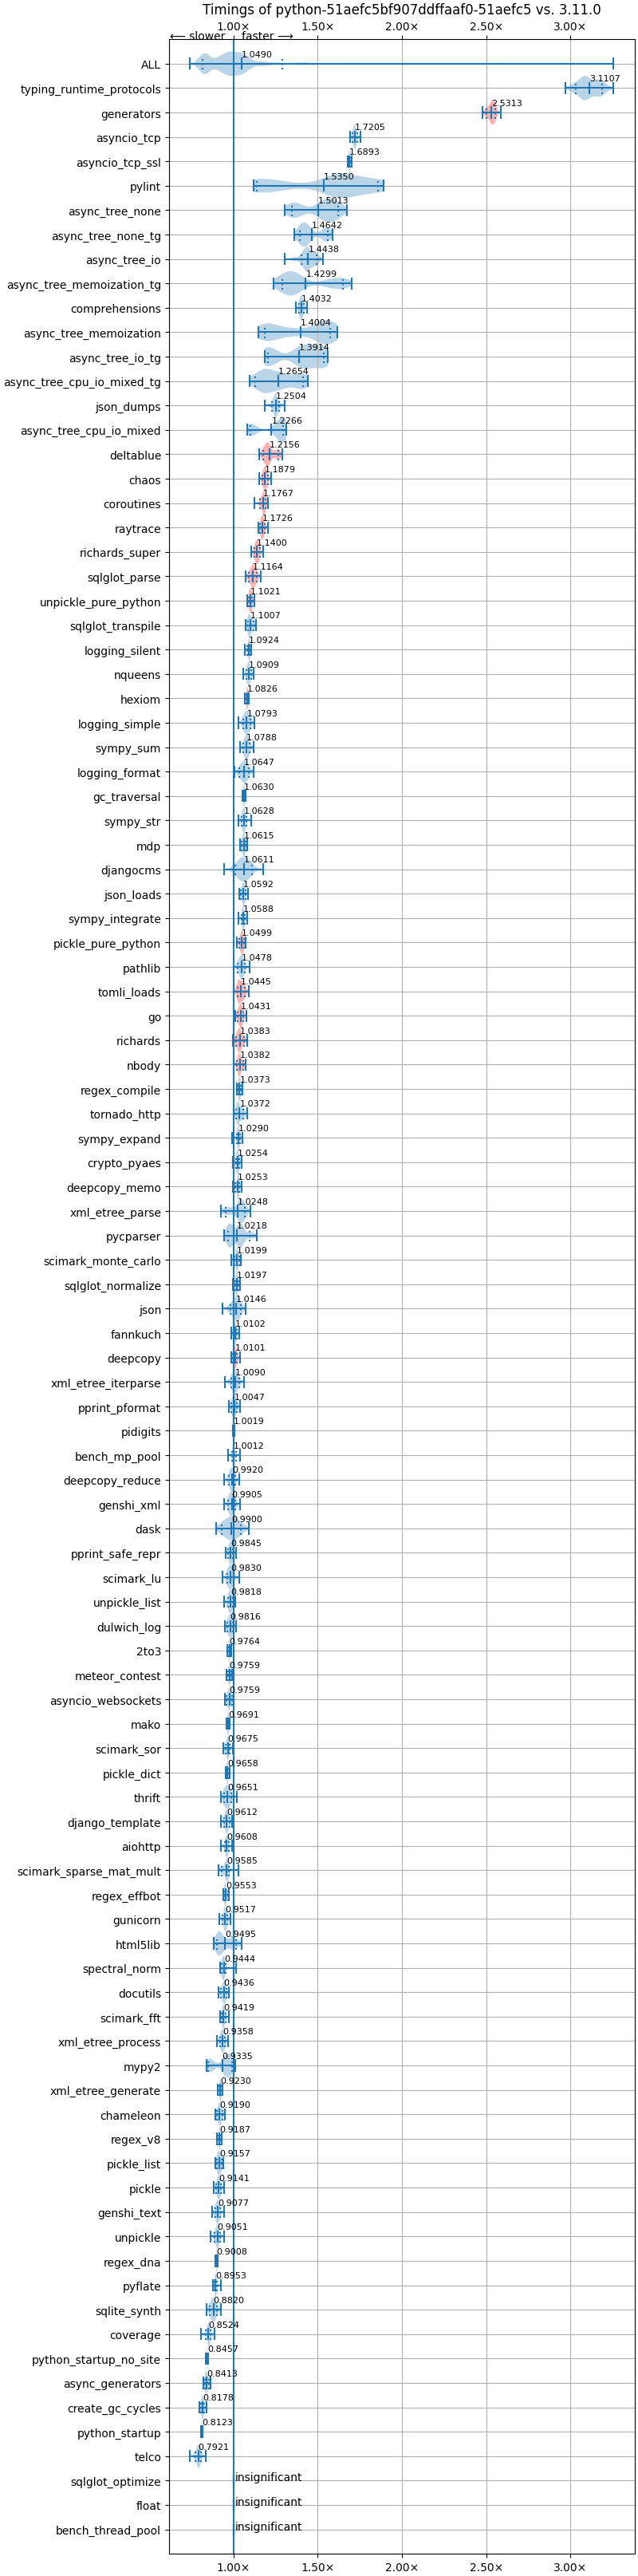 Timings of python-51aefc5bf907ddffaaf0-51aefc5 vs. 3.11.0
1.00× 1.50× 2.00× 2.50× 3.00×
⟵ slower faster ⟶
ALL 1.0490
typing_runtime_protocols 3.1107
generators 2.5313
asyncio_tcp 1.7205
asyncio_tcp_ssl 1.6893
pylint 1.5350
async_tree_none 1.5013
async_tree_none_tg 1.4642
async_tree_io 1.4438
async_tree_memoization_tg 1.4299
comprehensions 1.4032
async_tree_memoization 1.4004
async_tree_io_tg 1.3914
async_tree_cpu_io_mixed_tg 1.2654
json_dumps 1.2504
async_tree_cpu_io_mixed 1.2266
deltablue 1.2156
chaos 1.1879
coroutines 1.1767
raytrace 1.1726
richards_super 1.1400
sqlglot_parse 1.1164
unpickle_pure_python 1.1021
sqlglot_transpile 1.1007
logging_silent 1.0924
nqueens 1.0909
hexiom 1.0826
logging_simple 1.0793
sympy_sum 1.0788
logging_format 1.0647
gc_traversal 1.0630
sympy_str 1.0628
mdp 1.0615
djangocms 1.0611
json_loads 1.0592
sympy_integrate 1.0588
pickle_pure_python 1.0499
pathlib 1.0478
tomli_loads 1.0445
go 1.0431
richards 1.0383
nbody 1.0382
regex_compile 1.0373
tornado_http 1.0372
sympy_expand 1.0290
crypto_pyaes 1.0254
deepcopy_memo 1.0253
xml_etree_parse 1.0248
pycparser 1.0218
scimark_monte_carlo 1.0199
sqlglot_normalize 1.0197
json 1.0146
fannkuch 1.0102
deepcopy 1.0101
xml_etree_iterparse 1.0090
pprint_pformat 1.0047
pidigits 1.0019
bench_mp_pool 1.0012
deepcopy_reduce 0.9920
genshi_xml 0.9905
dask 0.9900
pprint_safe_repr 0.9845
scimark_lu 0.9830
unpickle_list 0.9818
dulwich_log 0.9816
2to3 0.9764
meteor_contest 0.9759
asyncio_websockets 0.9759
mako 0.9691
scimark_sor 0.9675
pickle_dict 0.9658
thrift 0.9651
django_template 0.9612
aiohttp 0.9608
scimark_sparse_mat_mult 0.9585
regex_effbot 0.9553
gunicorn 0.9517
html5lib 0.9495
spectral_norm 0.9444
docutils 0.9436
scimark_fft 0.9419
xml_etree_process 0.9358
mypy2 0.9335
xml_etree_generate 0.9230
chameleon 0.9190
regex_v8 0.9187
pickle_list 0.9157
pickle 0.9141
genshi_text 0.9077
unpickle 0.9051
regex_dna 0.9008
pyflate 0.8953
sqlite_synth 0.8820
coverage 0.8524
python_startup_no_site 0.8457
async_generators 0.8413
create_gc_cycles 0.8178
python_startup 0.8123
telco 0.7921
sqlglot_optimize insignificant
float insignificant
bench_thread_pool insignificant
1.00× 1.50× 2.00× 2.50× 3.00×